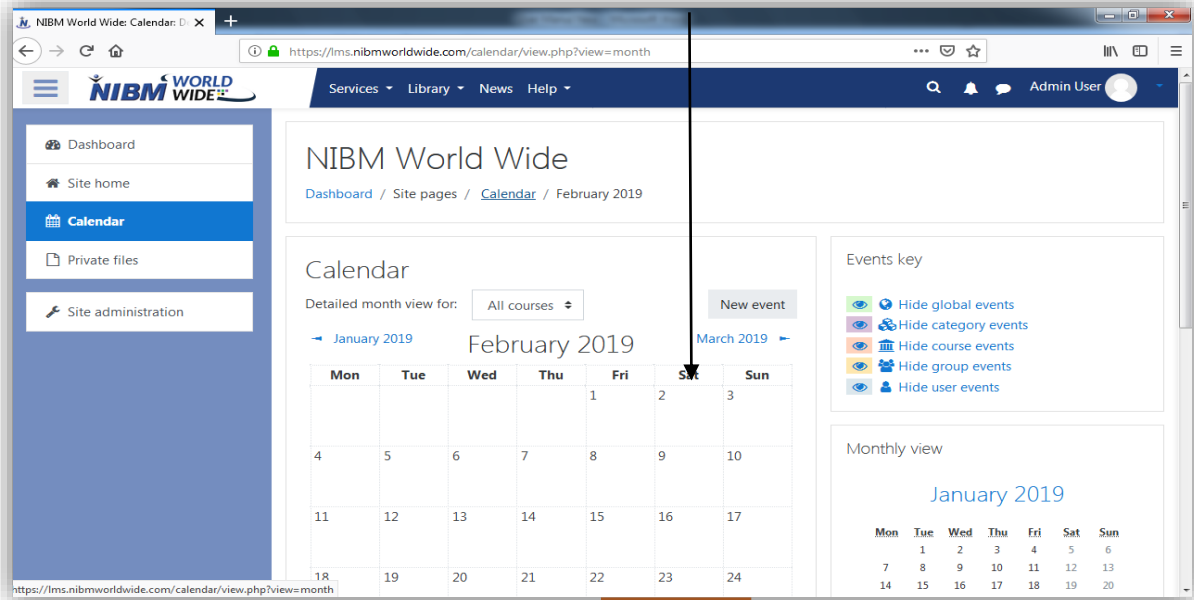 NIBM World Wide: Calendar: D
https://lms.nibmworldwide.com/calendar/view.php?view=month
NIBM WORLD WIDE
Services Library News Help
Admin User
Dashboard
Site home
Calendar
Private files
Site administration
NIBM World Wide
Dashboard / Site pages / Calendar / February 2019
Calendar
Detailed month view for: All courses New event
January 2019 February 2019 March 2019
Mon Tue Wed Thu Fri Sat Sun
1 2 3
4 5 6 7 8 9 10
11 12 13 14 15 16 17
18 19 20 21 22 23 24
Events key
Hide global events
Hide category events
Hide course events
Hide group events
Hide user events
Monthly view
January 2019
Mon Tue Wed Thu Fri Sat Sun
1 2 3 4 5 6
7 8 9 10 11 12 13
14 15 16 17 18 19 20
https://lms.nibmworldwide.com/calendar/view.php?view=month